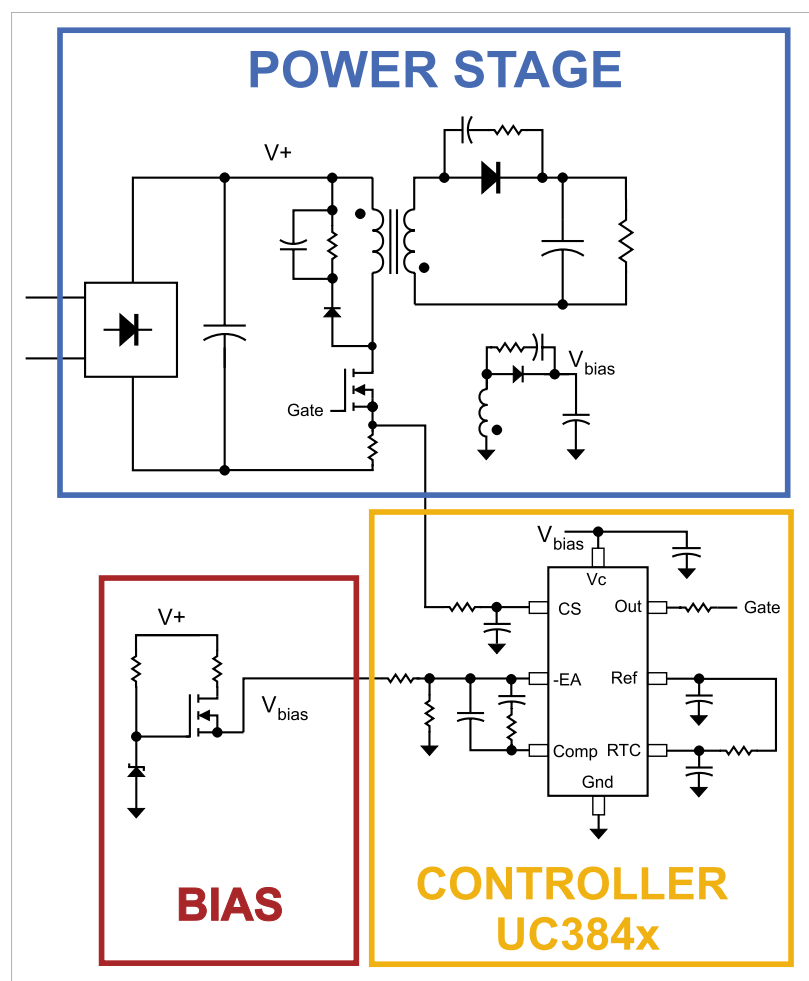 POWER STAGE
V+
Vbias
Gate
Vbias
Vc
CS
Out
Gate
V+
-EA
Ref
Vbias
Comp
RTC
Gnd
CONTROLLER
UC384x
BIAS